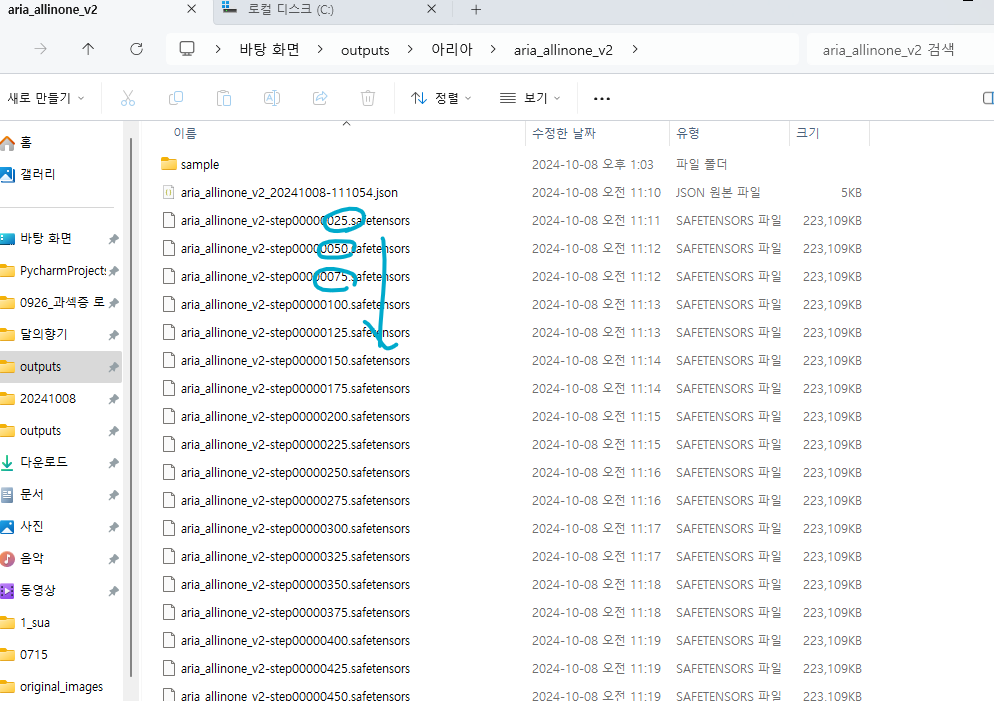 aria_allinone_v2
로컬 디스크 (C:)
바탕 화면 > outputs > 아리아 > aria_allinone_v2 >
aria_allinone_v2 검색
새로 만들기
정렬
보기
홈
갤러리
바탕 화면
PycharmProjects
0926_과섹증 로
달의향기
outputs
20241008
outputs
다운로드
문서
사진
음악
동영상
1_sua
0715
original_images
이름 수정한 날짜 유형 크기
sample 2024-10-08 오후 1:03 파일 폴더
aria_allinone_v2_20241008-111054.json 2024-10-08 오전 11:10 JSON 원본 파일 5KB
aria_allinone_v2-step00000025.safetensors 2024-10-08 오전 11:11 SAFETENSORS 파일 223,109KB
aria_allinone_v2-step00000050.safetensors 2024-10-08 오전 11:12 SAFETENSORS 파일 223,109KB
aria_allinone_v2-step00000075.safetensors 2024-10-08 오전 11:12 SAFETENSORS 파일 223,109KB
aria_allinone_v2-step00000100.safetensors 2024-10-08 오전 11:13 SAFETENSORS 파일 223,109KB
aria_allinone_v2-step00000125.safetensors 2024-10-08 오전 11:13 SAFETENSORS 파일 223,109KB
aria_allinone_v2-step00000150.safetensors 2024-10-08 오전 11:14 SAFETENSORS 파일 223,109KB
aria_allinone_v2-step00000175.safetensors 2024-10-08 오전 11:14 SAFETENSORS 파일 223,109KB
aria_allinone_v2-step00000200.safetensors 2024-10-08 오전 11:15 SAFETENSORS 파일 223,109KB
aria_allinone_v2-step00000225.safetensors 2024-10-08 오전 11:15 SAFETENSORS 파일 223,109KB
aria_allinone_v2-step00000250.safetensors 2024-10-08 오전 11:16 SAFETENSORS 파일 223,109KB
aria_allinone_v2-step00000275.safetensors 2024-10-08 오전 11:16 SAFETENSORS 파일 223,109KB
aria_allinone_v2-step00000300.safetensors 2024-10-08 오전 11:17 SAFETENSORS 파일 223,109KB
aria_allinone_v2-step00000325.safetensors 2024-10-08 오전 11:17 SAFETENSORS 파일 223,109KB
aria_allinone_v2-step00000350.safetensors 2024-10-08 오전 11:18 SAFETENSORS 파일 223,109KB
aria_allinone_v2-step00000375.safetensors 2024-10-08 오전 11:18 SAFETENSORS 파일 223,109KB
aria_allinone_v2-step00000400.safetensors 2024-10-08 오전 11:19 SAFETENSORS 파일 223,109KB
aria_allinone_v2-step00000425.safetensors 2024-10-08 오전 11:19 SAFETENSORS 파일 223,109KB
aria_allinone_v2-step00000450.safetensors 2024-10-08 오전 11:19 SAFETENSORS 파일 223,109KB